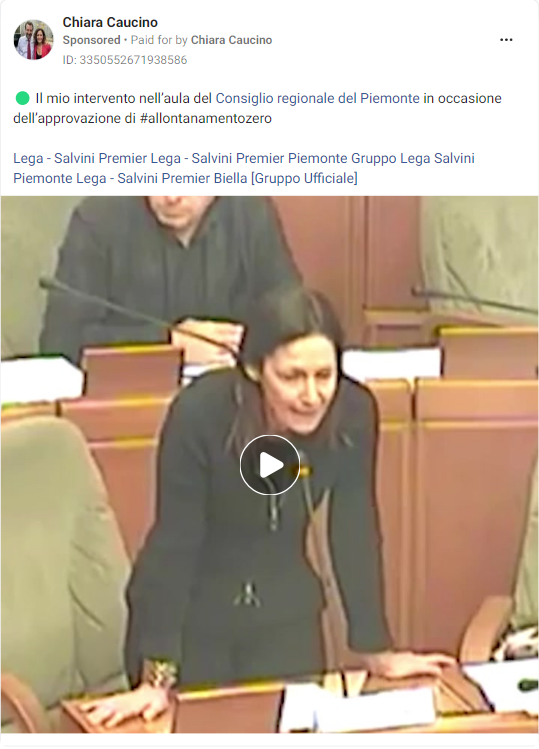 Chiara Caucino
Sponsored • Paid for by Chiara Caucino
ID: 3350552671938586
Il mio intervento nell'aula del Consiglio regionale del Piemonte in occasione
dell'approvazione di #allontanamentozero
Lega - Salvini Premier Lega - Salvini Premier Piemonte Gruppo Lega Salvini
Piemonte Lega - Salvini Premier Biella [Gruppo Ufficiale]